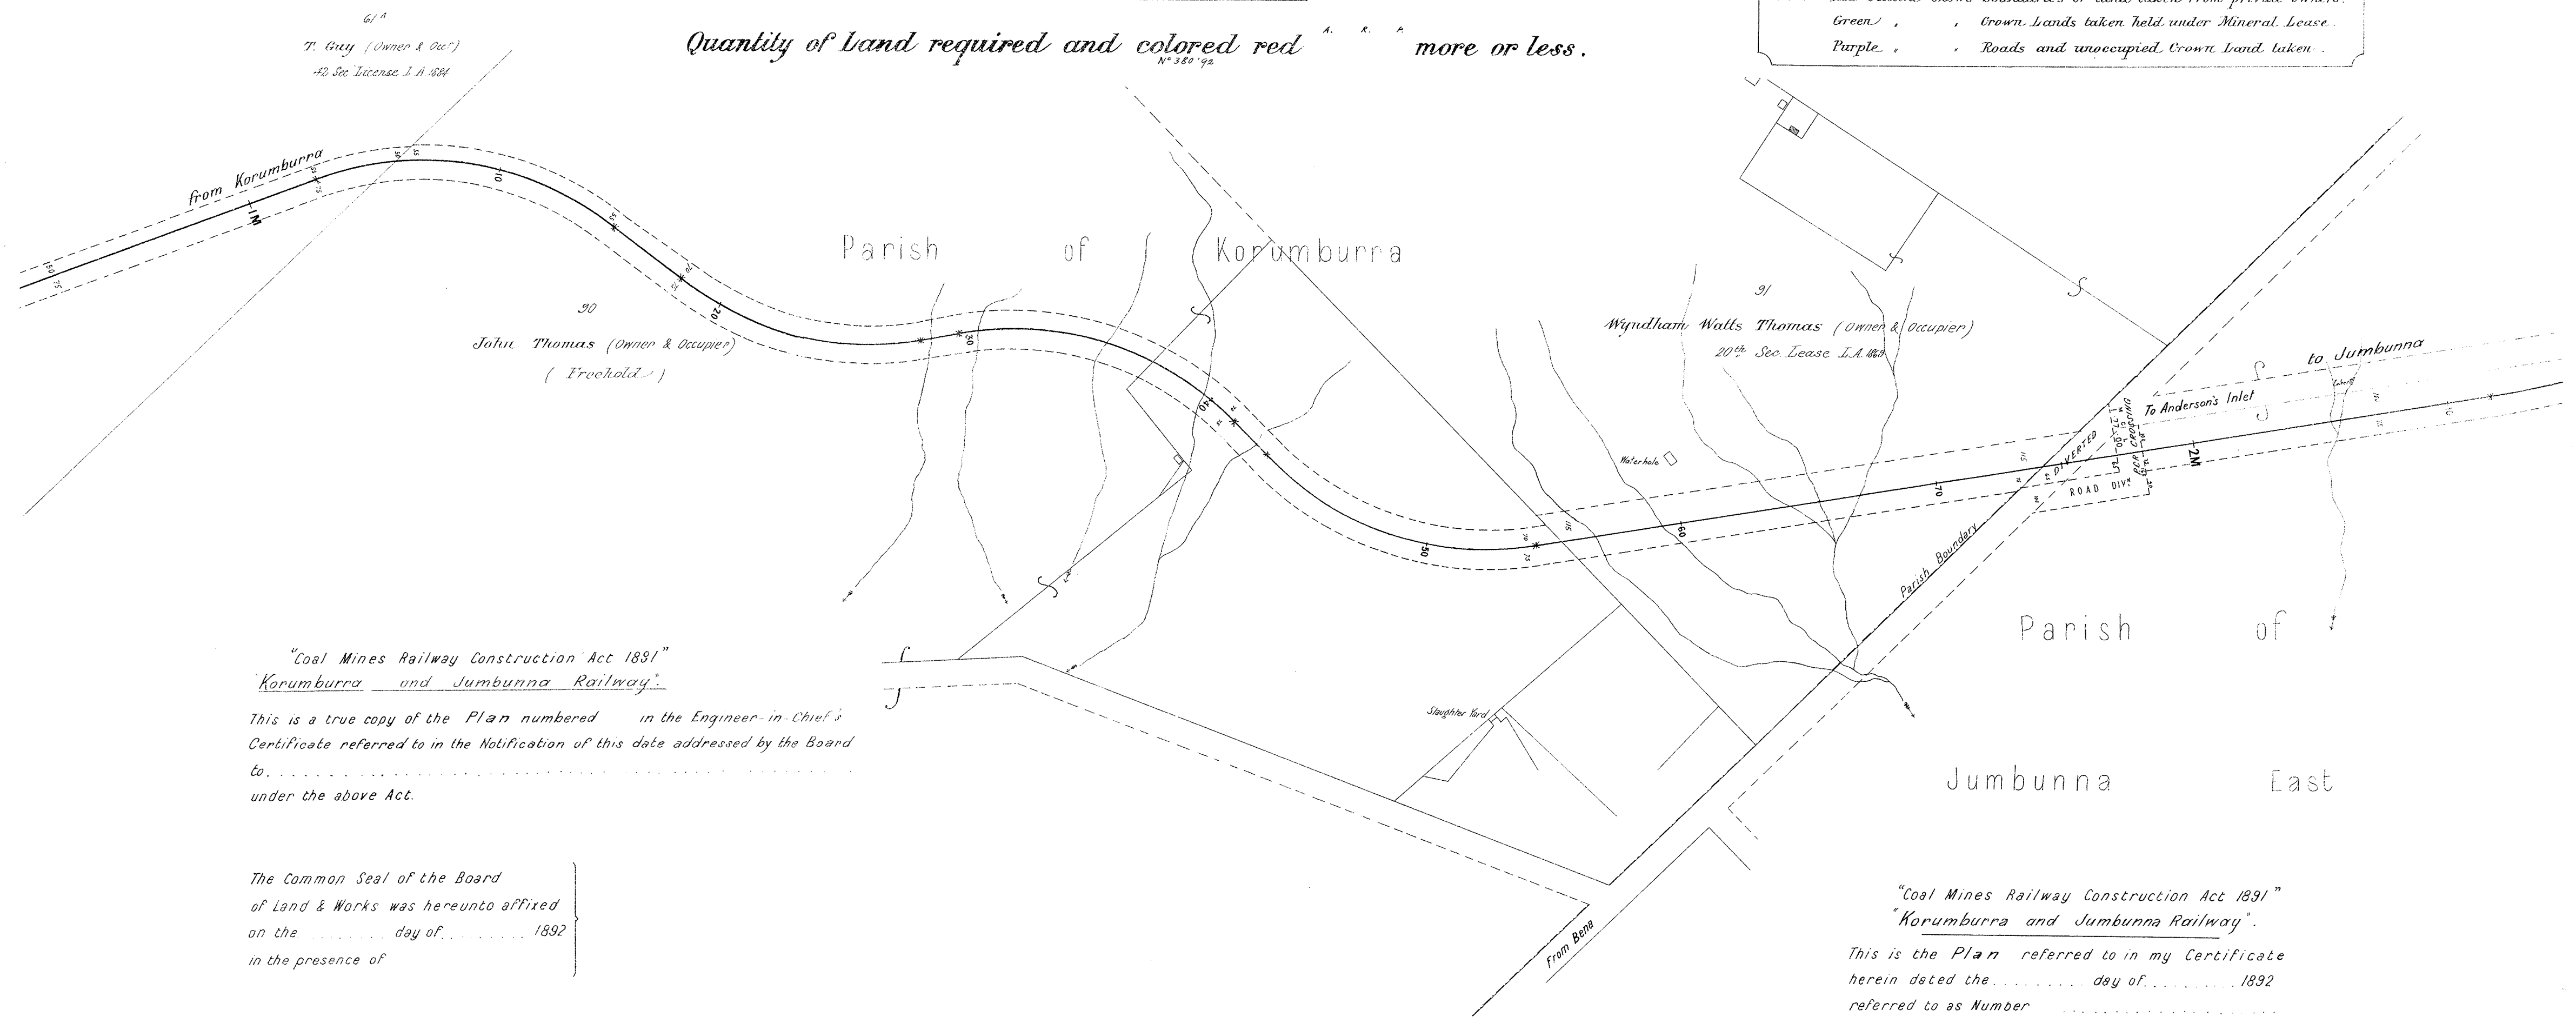 Green „ „ Crown Lands taken held under Mineral Lease.
Purple „ „ Roads and unoccupied Crown Land taken.
61A
T. Guy (Owner & Occr)
42 Sec License L A 1884
Quantity of Land required and colored red A. R. P. more or less.
No 380'92
from Korumburra
1M
10
20
30
40
50
60
70
2M
Parish of Korumburra
90
John Thomas (Owner & Occupier)
(Freehold)
91
Wyndham Walls Thomas (Owner & Occupier)
20th Sec. Lease L.A. 1869
to Jumbunna
To Anderson's Inlet
Culvert
CROSSING
DIVERTED
ROAD DIVN
Waterhole
Parish Boundary
Slaughter Yard
From Bena
Parish of
Jumbunna East
"Coal Mines Railway Construction Act 1891"
"Korumburra and Jumbunna Railway".
This is a true copy of the Plan numbered in the Engineer-in-Chief's
Certificate referred to in the Notification of this date addressed by the Board
to
under the above Act.
The Common Seal of the Board
of Land & Works was hereunto affixed
on the ......... day of ......... 1892
in the presence of
"Coal Mines Railway Construction Act 1891"
"Korumburra and Jumbunna Railway".
This is the Plan referred to in my Certificate
herein dated the ......... day of ......... 1892
referred to as Number